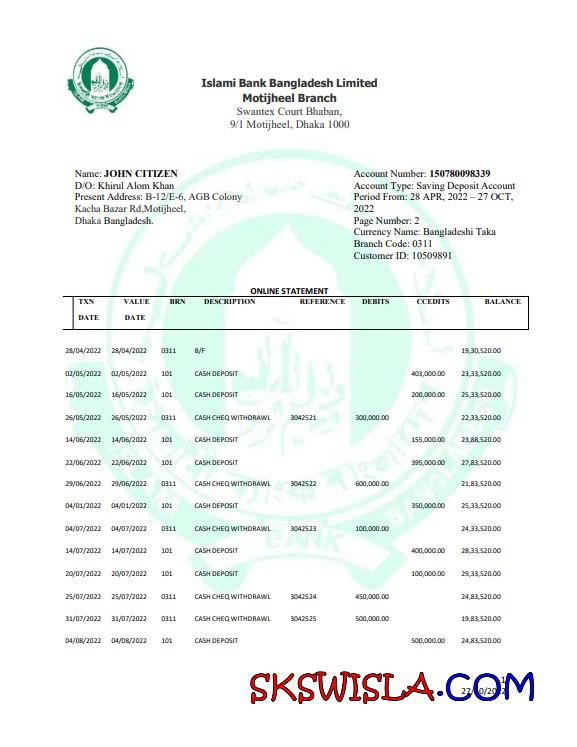 Islami Bank Bangladesh Limited
Motijheel Branch
Swantex Court Bhaban,
9/1 Motijheel, Dhaka 1000
Name: JOHN CITIZEN
D/O: Khirul Alom Khan
Present Address: B-12/E-6, AGB Colony
Kacha Bazar Rd,Motijheel,
Dhaka Bangladesh.
Account Number: 150780098339
Account Type: Saving Deposit Account
Period From: 28 APR, 2022 – 27 OCT,
2022
Page Number: 2
Currency Name: Bangladeshi Taka
Branch Code: 0311
Customer ID: 10509891
ONLINE STATEMENT
TXN DATE VALUE DATE BRN DESCRIPTION REFERENCE DEBITS CCEDITS BALANCE
28/04/2022 28/04/2022 0311 B/F 19,30,520.00
02/05/2022 02/05/2022 101 CASH DEPOSIT 403,000.00 23,33,520.00
16/05/2022 16/05/2022 101 CASH DEPOSIT 200,000.00 25,33,520.00
26/05/2022 26/05/2022 0311 CASH CHEQ WITHDRAWL 3042521 300,000.00 22,33,520.00
14/06/2022 14/06/2022 101 CASH DEPOSIT 155,000.00 23,88,520.00
22/06/2022 22/06/2022 101 CASH DEPOSIT 395,000.00 27,83,520.00
29/06/2022 29/06/2022 0311 CASH CHEQ WITHDRAWL 3042522 600,000.00 21,83,520.00
04/01/2022 04/01/2022 101 CASH DEPOSIT 350,000.00 25,33,520.00
04/07/2022 04/07/2022 0311 CASH CHEQ WITHDRAWL 3042523 100,000.00 24,33,520.00
14/07/2022 14/07/2022 101 CASH DEPOSIT 400,000.00 28,33,520.00
20/07/2022 20/07/2022 101 CASH DEPOSIT 100,000.00 29,33,520.00
25/07/2022 25/07/2022 0311 CASH CHEQ WITHDRAWL 3042524 450,000.00 24,83,520.00
31/07/2022 31/07/2022 0311 CASH CHEQ WITHDRAWL 3042525 500,000.00 19,83,520.00
04/08/2022 04/08/2022 101 CASH DEPOSIT 500,000.00 24,83,520.00
SKSWISLA.COM
BANK